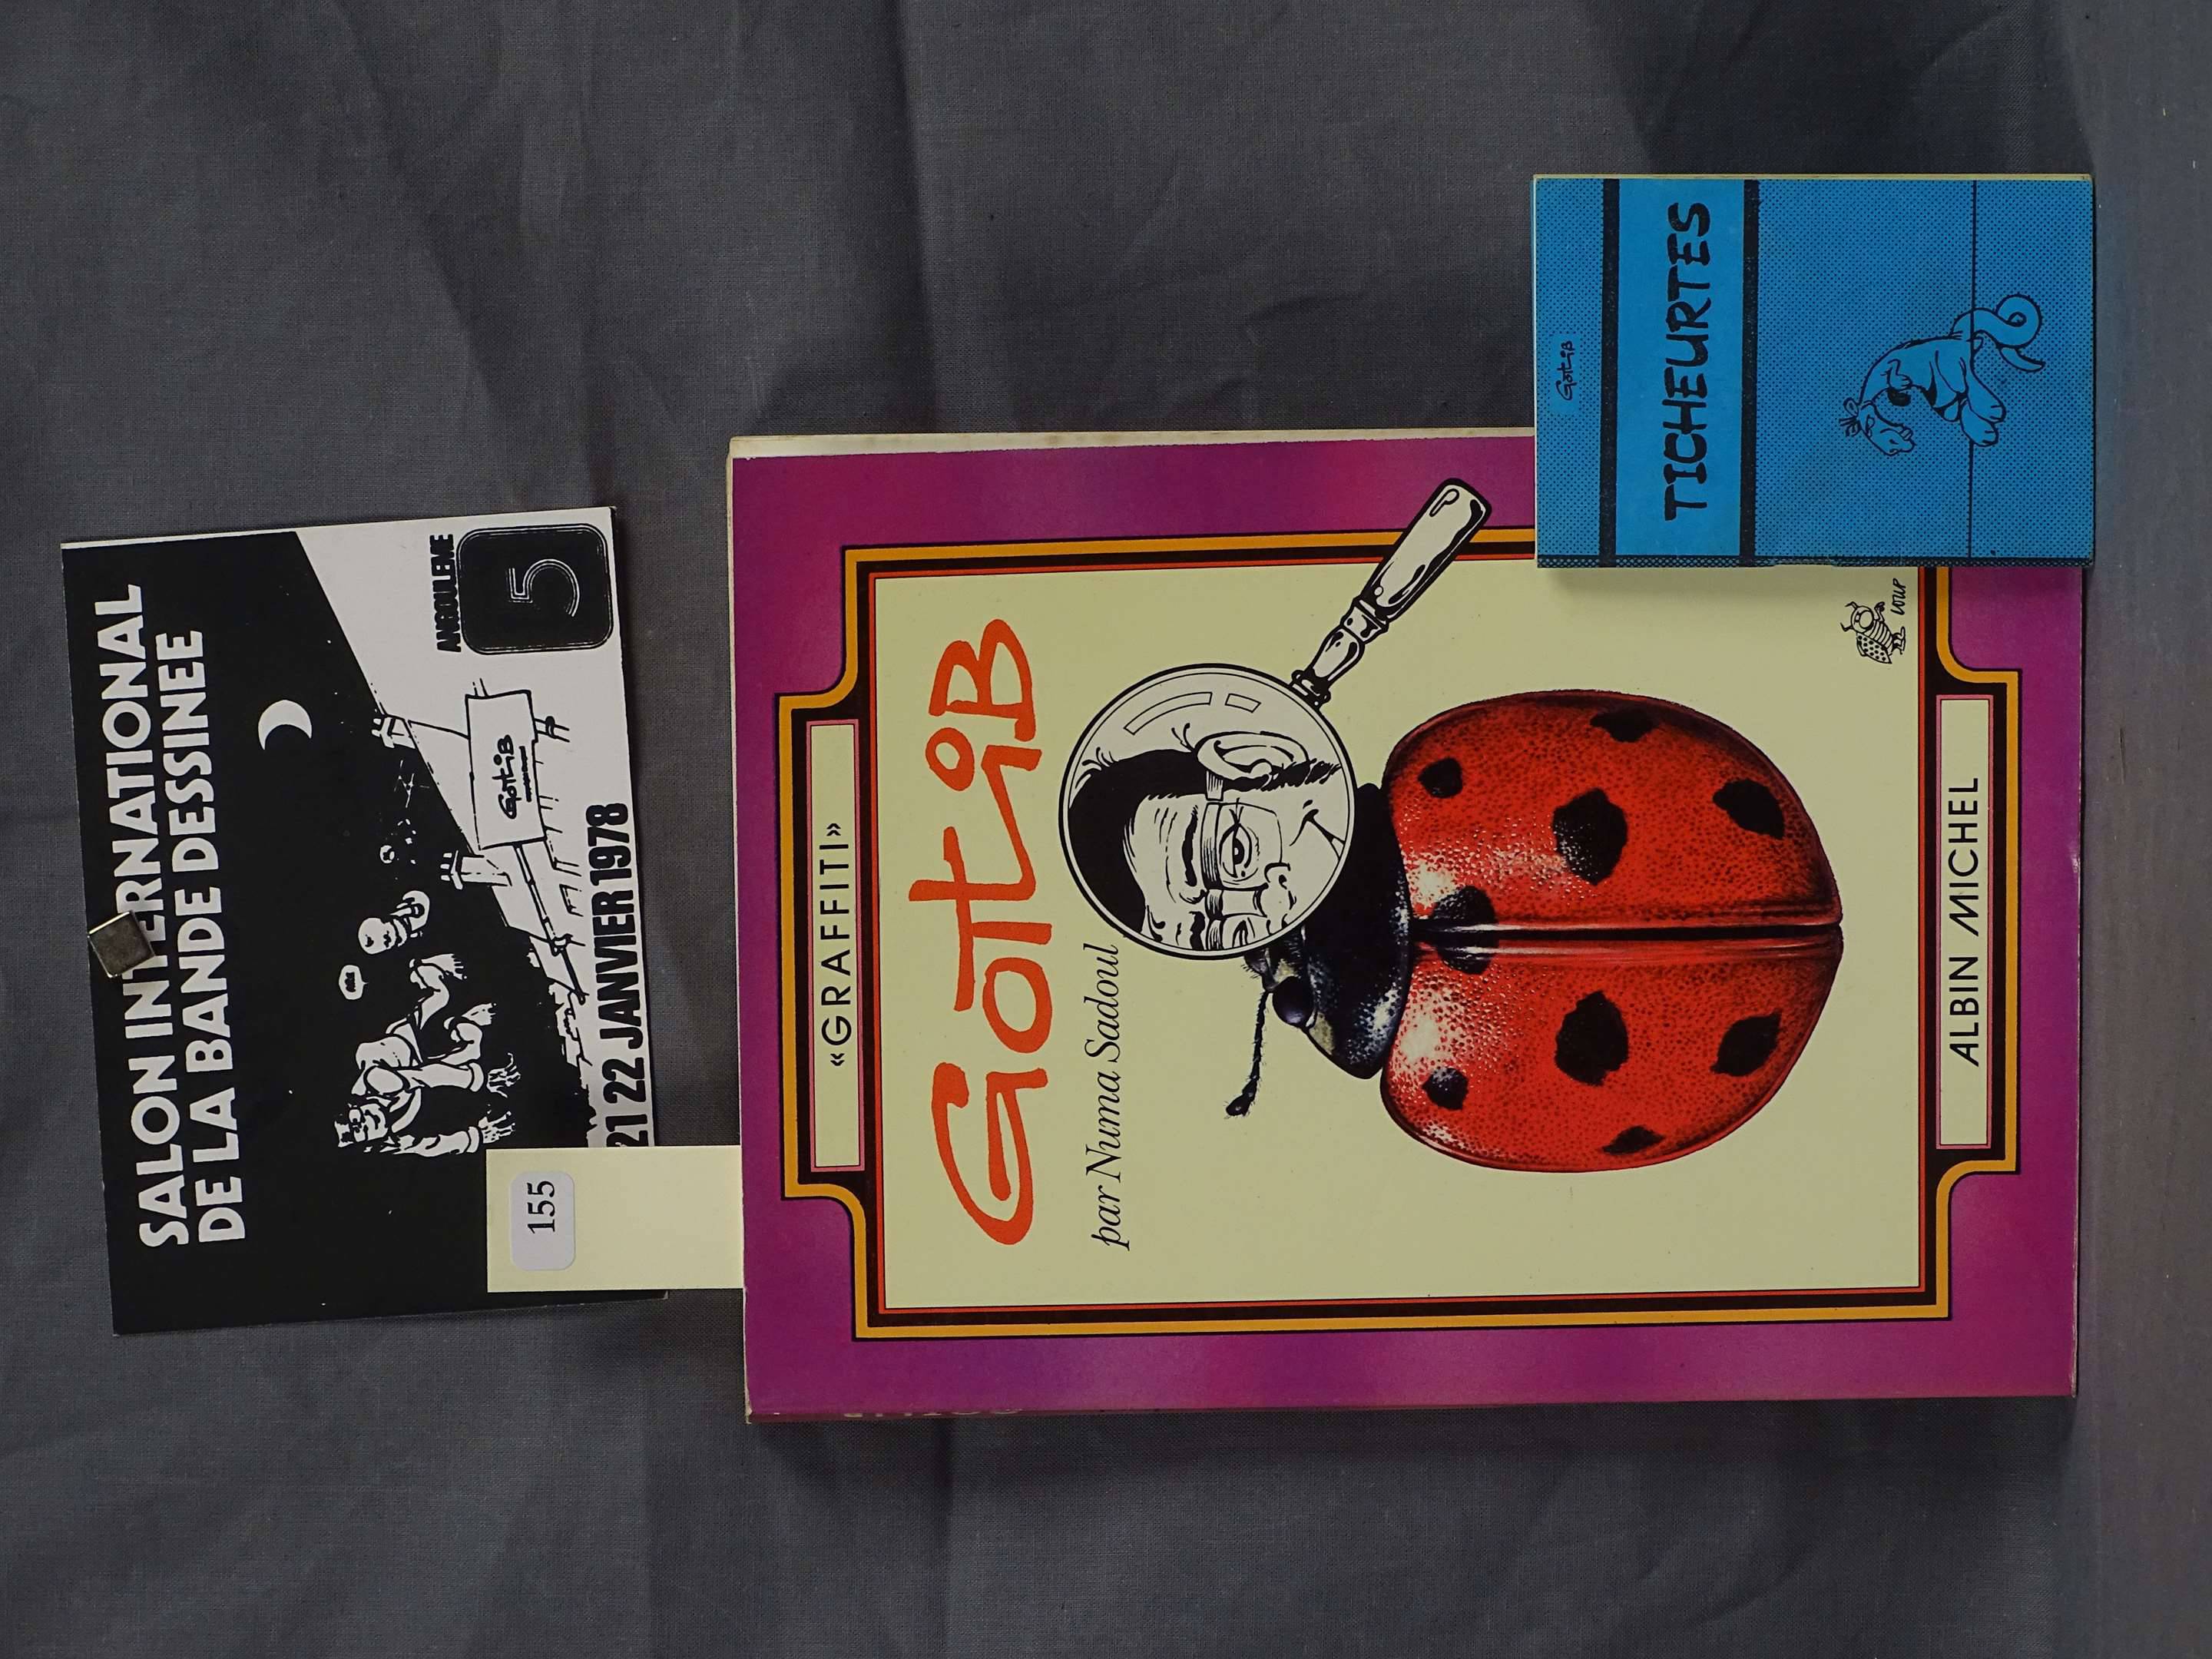 SALON INTERNATIONAL
DE LA BANDE DESSINEE
ANGOULEME
5
GOTLIB
21 22 JANVIER 1978
155
«GRAFFITI»
GOTLIB
par Numa Sadoul
LOUP
ALBIN MICHEL
GOTLIB
TICHEURTES